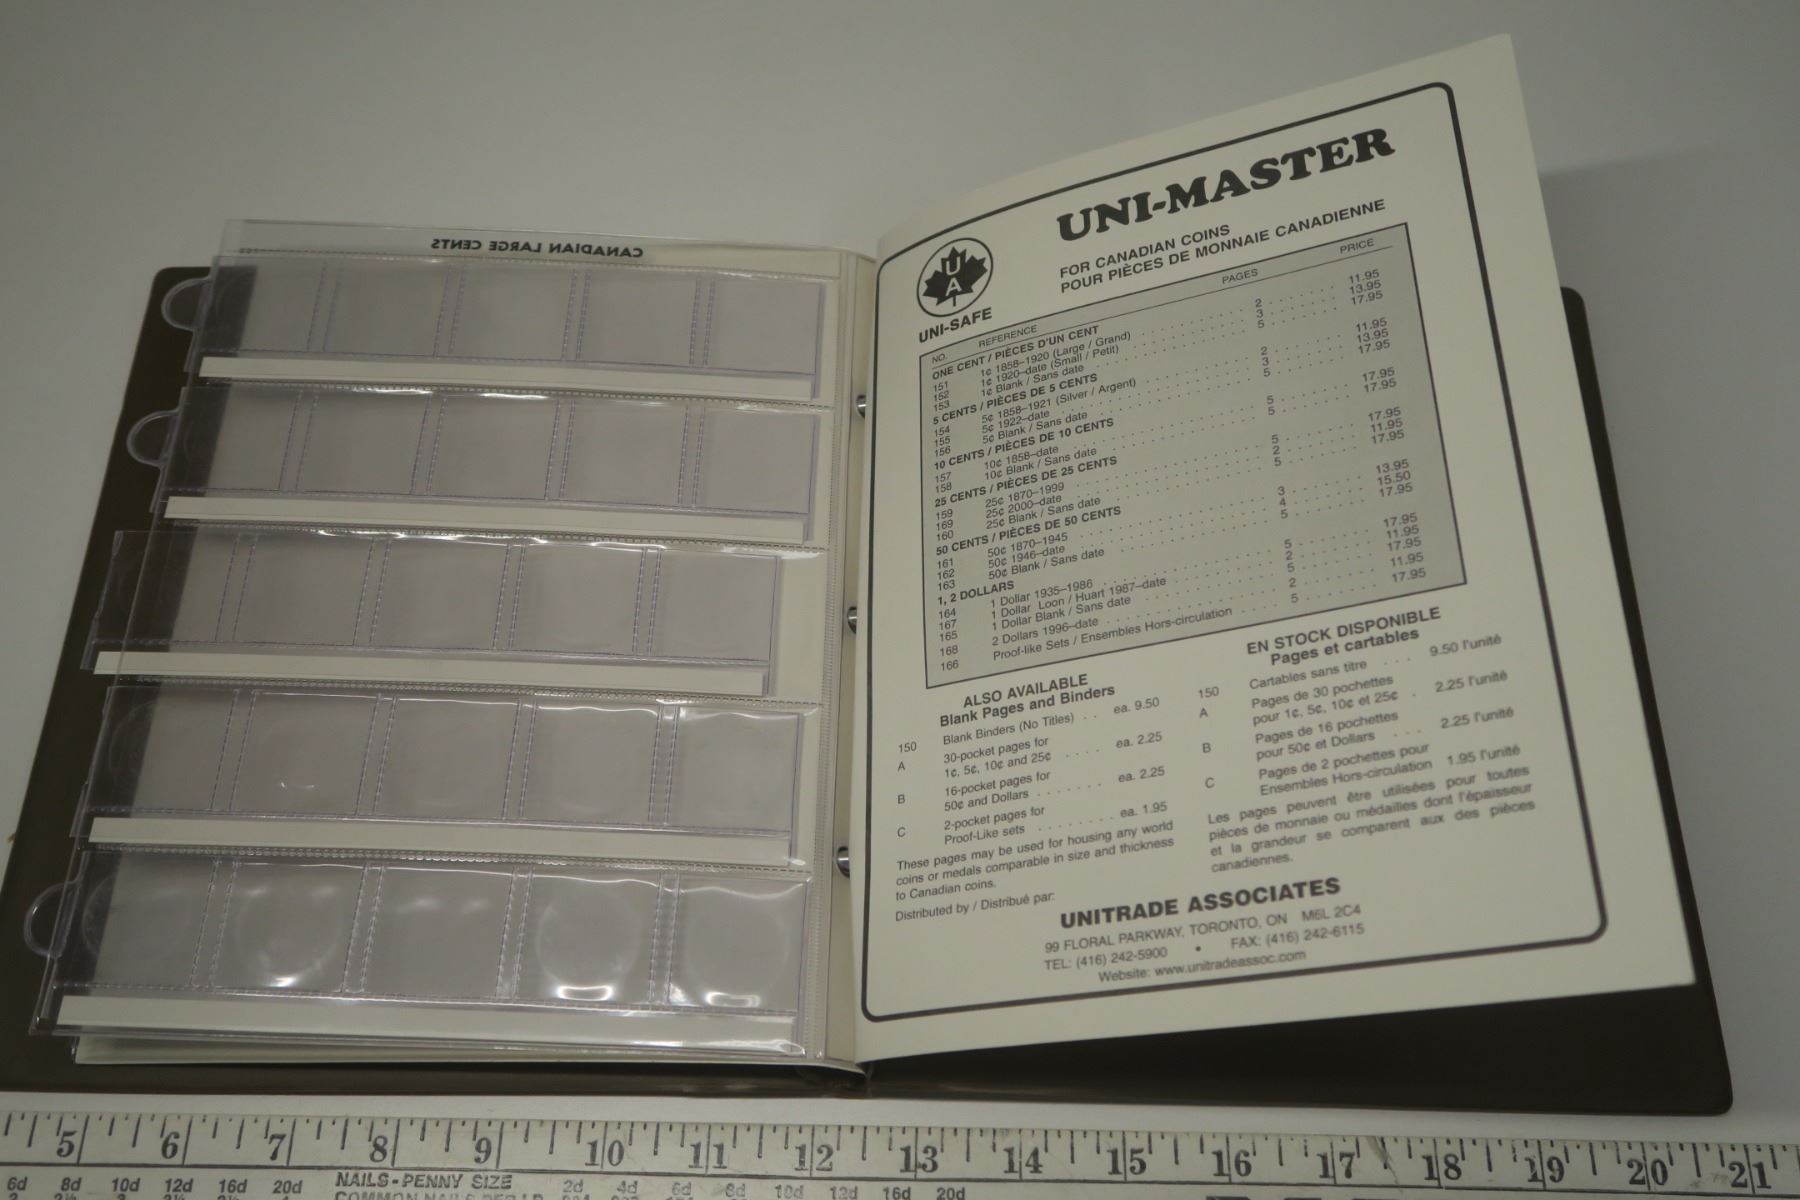 CANADIAN LARGE CENTS
UNI-MASTER
FOR CANADIAN COINS
POUR PIÈCES DE MONNAIE CANADIENNE
U
A
UNI-SAFE
NO. REFERENCE PAGES PRICE
ONE CENT / PIÈCES D'UN CENT
151 1¢ 1858–1920 (Large / Grand) 2 11.95
152 1¢ 1920–date (Small / Petit) 3 13.95
153 1¢ Blank / Sans date 5 17.95
5 CENTS / PIÈCES DE 5 CENTS
154 5¢ 1858–1921 (Silver / Argent) 2 11.95
155 5¢ 1922–date 3 13.95
156 5¢ Blank / Sans date 5 17.95
10 CENTS / PIÈCES DE 10 CENTS
157 10¢ 1858–date 5 17.95
158 10¢ Blank / Sans date 5 17.95
25 CENTS / PIÈCES DE 25 CENTS
159 25¢ 1870–1999 5 17.95
169 25¢ 2000–date 2 11.95
160 25¢ Blank / Sans date 5 17.95
50 CENTS / PIÈCES DE 50 CENTS
161 50¢ 1870–1945 3 13.95
162 50¢ 1946–date 4 15.50
163 50¢ Blank / Sans date 5 17.95
1, 2 DOLLARS
164 1 Dollar 1935–1986 5 17.95
167 1 Dollar Loon / Huart 1987–date 2 11.95
165 1 Dollar Blank / Sans date 5 17.95
168 2 Dollars 1996–date 2 11.95
166 Proof-like Sets / Ensembles Hors-circulation 5 17.95
ALSO AVAILABLE
Blank Pages and Binders
150 Blank Binders (No Titles) . . ea. 9.50
A 30-pocket pages for
1¢, 5¢, 10¢ and 25¢ . . . . ea. 2.25
B 16-pocket pages for
50¢ and Dollars . . . . . . . ea. 2.25
C 2-pocket pages for
Proof-Like sets . . . . . . . . ea. 1.95
These pages may be used for housing any world
coins or medals comparable in size and thickness
to Canadian coins.
EN STOCK DISPONIBLE
Pages et cartables
150 Cartables sans titre . . . 9.50 l'unité
A Pages de 30 pochettes
pour 1¢, 5¢, 10¢ et 25¢ . 2.25 l'unité
B Pages de 16 pochettes
pour 50¢ et Dollars . . . 2.25 l'unité
C Pages de 2 pochettes pour
Ensembles Hors-circulation 1.95 l'unité
Les pages peuvent être utilisées pour toutes
pièces de monnaie ou médailles dont l'épaisseur
et la grandeur se comparent aux des pièces
canadiennes.
Distributed by / Distribué par:
UNITRADE ASSOCIATES
99 FLORAL PARKWAY, TORONTO, ON M6L 2C4
TEL: (416) 242-5900 • FAX: (416) 242-6115
Website: www.unitradeassoc.com
5 6 7 8 9 10 11 12 13 14 15 16 17 18 19 20 21
6d 8d 10d 12d 16d 20d NAILS-PENNY SIZE 2d 4d 6d 8d 10d 12d 16d 20d